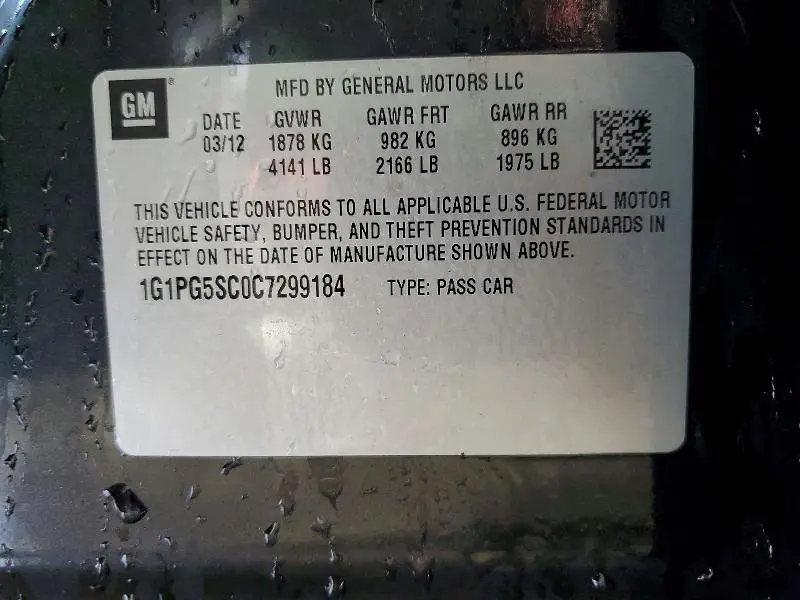 GM
MFD BY GENERAL MOTORS LLC
DATE GVWR GAWR FRT GAWR RR
03/12 1878 KG 982 KG 896 KG
4141 LB 2166 LB 1975 LB
THIS VEHICLE CONFORMS TO ALL APPLICABLE U.S. FEDERAL MOTOR
VEHICLE SAFETY, BUMPER, AND THEFT PREVENTION STANDARDS IN
EFFECT ON THE DATE OF MANUFACTURE SHOWN ABOVE.
1G1PG5SC0C7299184 TYPE: PASS CAR